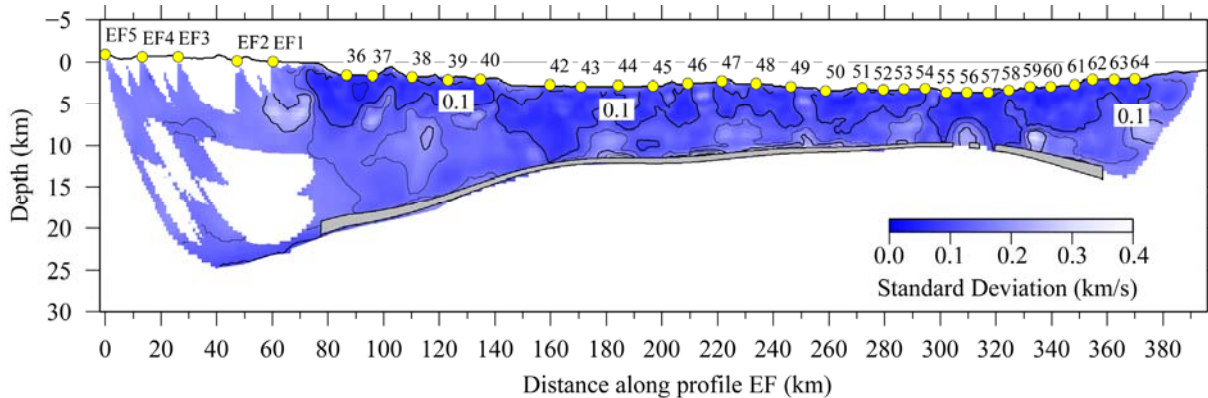 −5
EF5 EF4 EF3 EF2 EF1 36 37 38 39 40 42 43 44 45 46 47 48 49 50 51 52 53 54 55 56 57 58 59 60 61 62 63 64
0
5
10
15
20
25
30
Depth (km)
0.1 0.1 0.1
0.0 0.1 0.2 0.3 0.4
Standard Deviation (km/s)
0 20 40 60 80 100 120 140 160 180 200 220 240 260 280 300 320 340 360 380
Distance along profile EF (km)